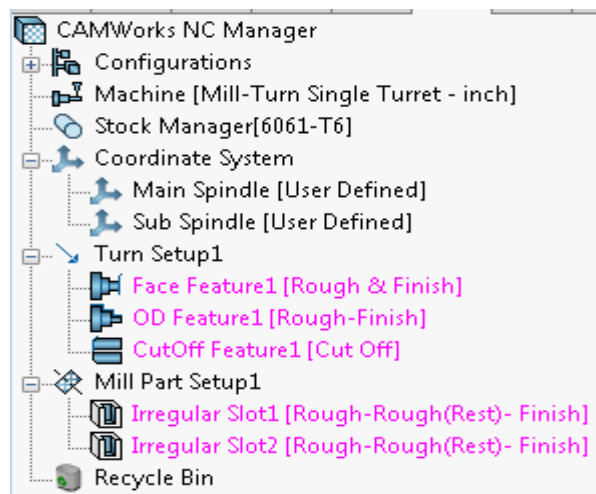 CAMWorks NC Manager
Configurations
Machine [Mill-Turn Single Turret - inch]
Stock Manager[6061-T6]
Coordinate System
Main Spindle [User Defined]
Sub Spindle [User Defined]
Turn Setup1
Face Feature1 [Rough & Finish]
OD Feature1 [Rough-Finish]
CutOff Feature1 [Cut Off]
Mill Part Setup1
Irregular Slot1 [Rough-Rough(Rest)- Finish]
Irregular Slot2 [Rough-Rough(Rest)- Finish]
Recycle Bin